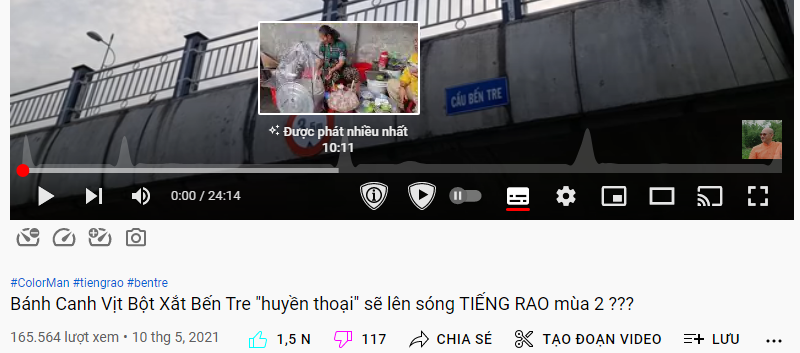 CẦU BẾN TRE
Được phát nhiều nhất
10:11
0:00 / 24:14
#ColorMan #tiengrao #bentre
Bánh Canh Vịt Bột Xắt Bến Tre "huyền thoại" sẽ lên sóng TIẾNG RAO mùa 2 ???
165.564 lượt xem • 10 thg 5, 2021 1,5 N 117 CHIA SẺ TẠO ĐOẠN VIDEO LƯU